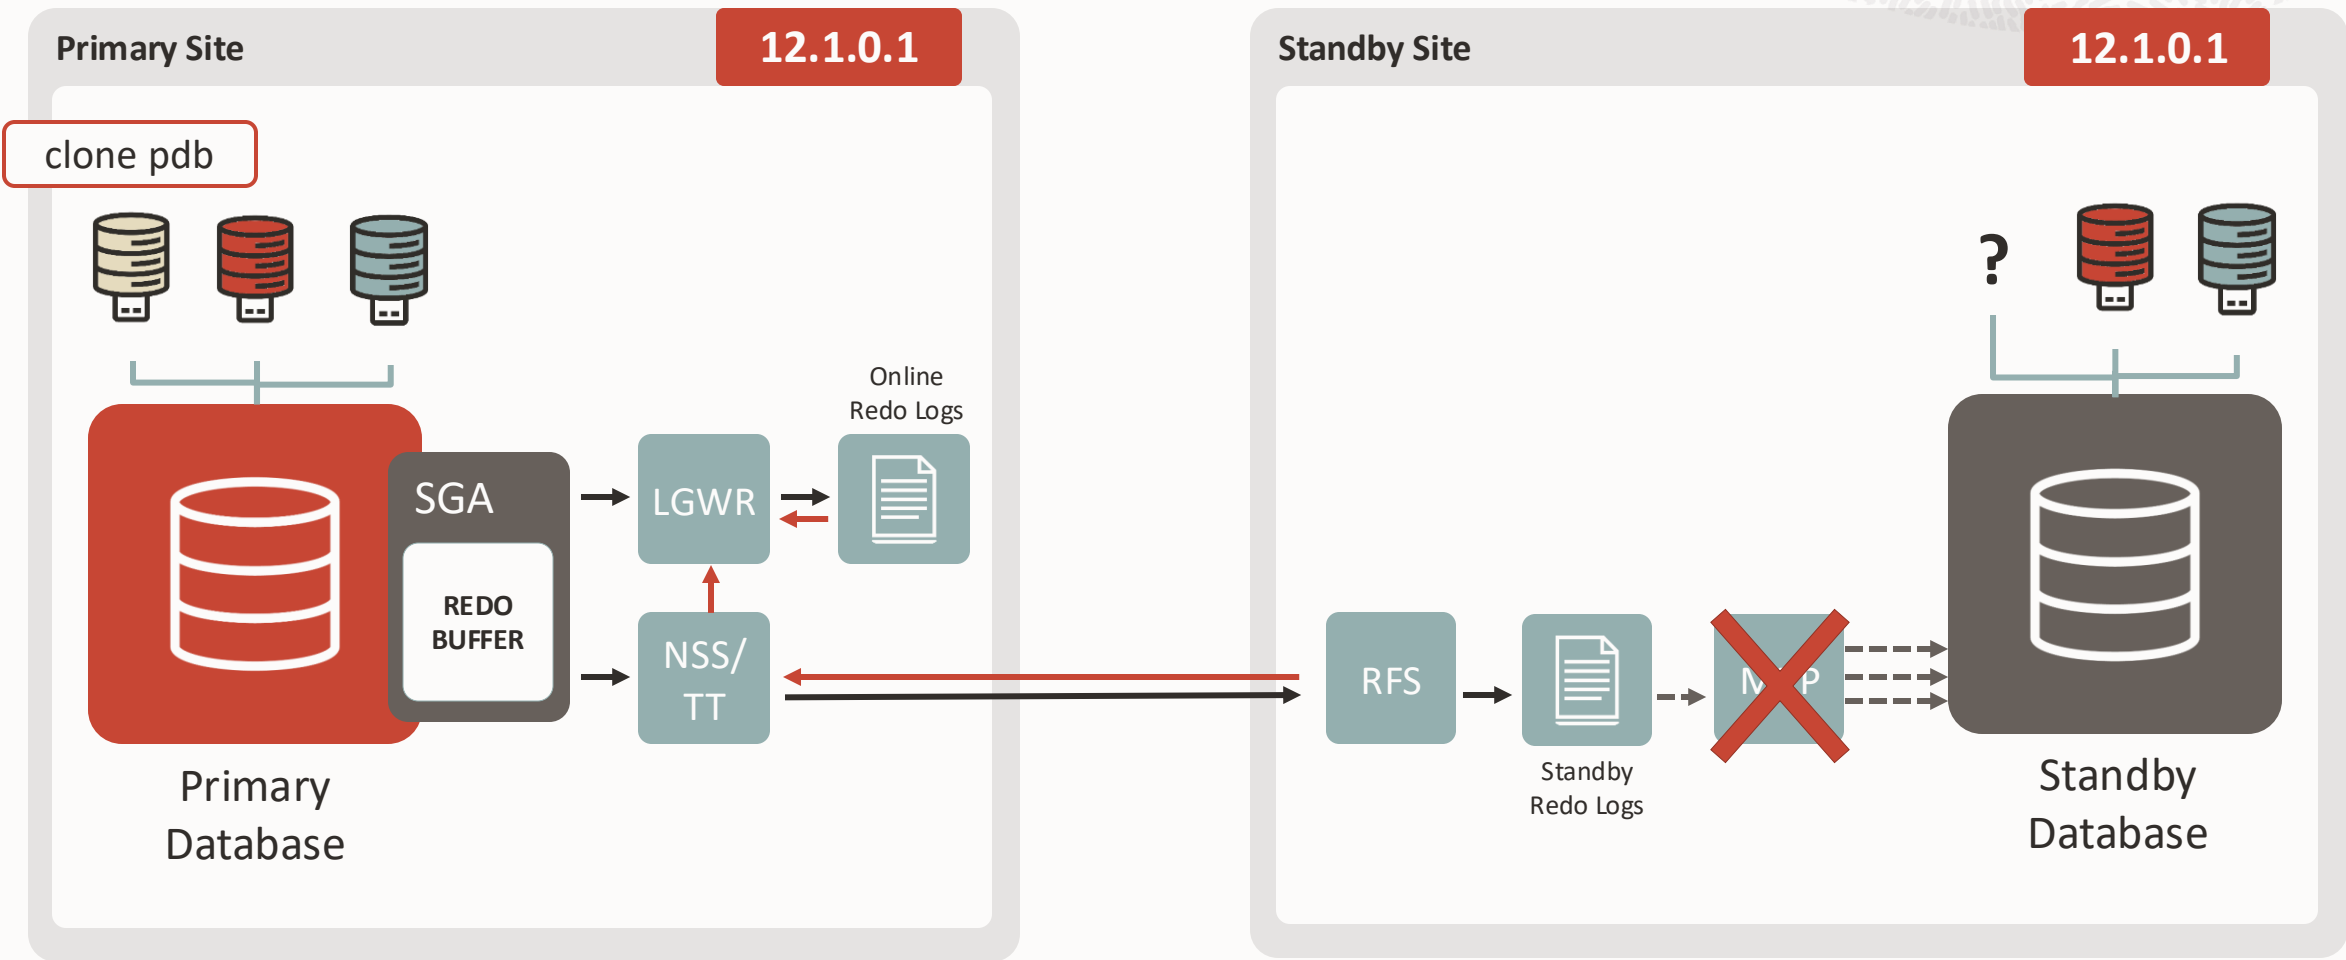 Primary Site
12.1.0.1
clone pdb
Online
Redo Logs
SGA
LGWR
REDO
BUFFER
NSS/
TT
Primary
Database
Standby Site
12.1.0.1
?
RFS
Standby
Redo Logs
Standby
Database